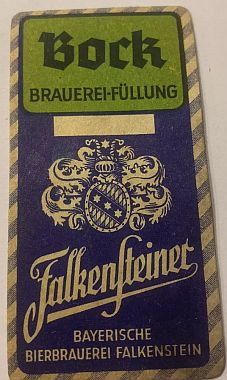 Bock
BRAUEREI-FÜLLUNG
Falkensteiner
BAYERISCHE
BIERBRAUEREI FALKENSTEIN